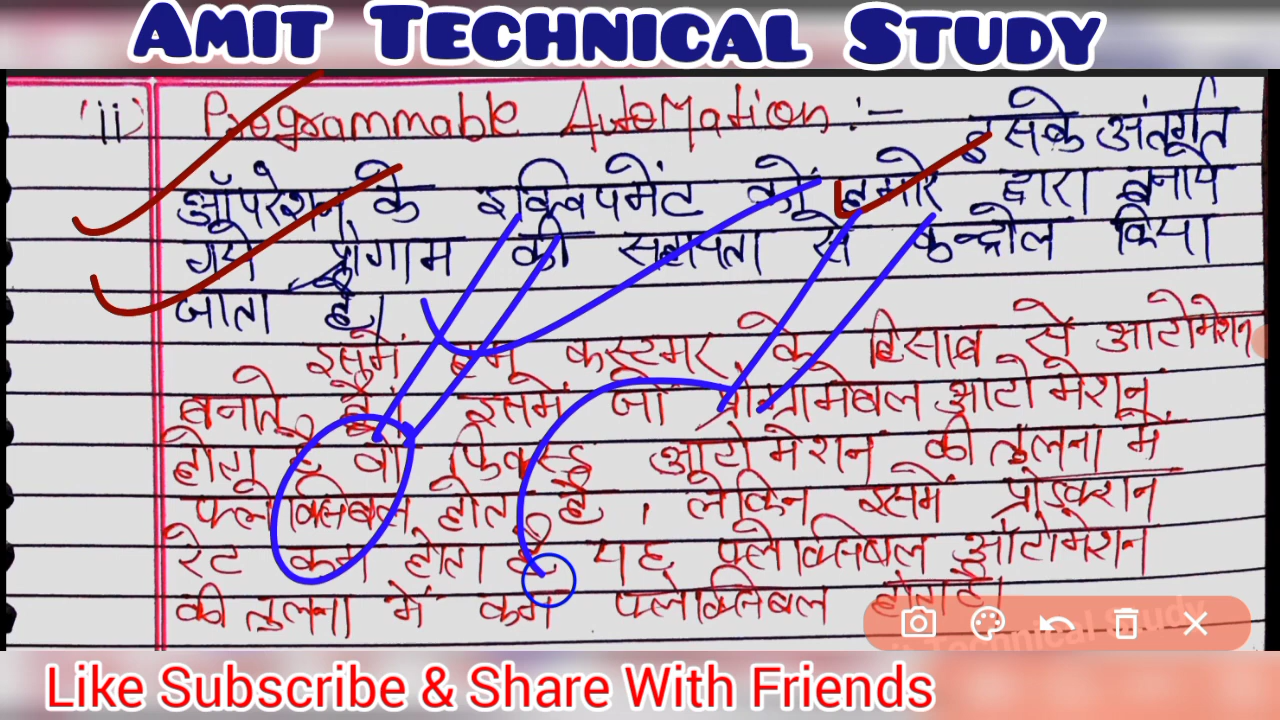 AMIT TECHNICAL STUDY
(ii) Programmable AutoMation :- इसके अंतर्गत
ऑपरेशन के इक्विपमेंट को हमारे द्वारा बनाये
गये प्रोगाम की सहायता से कन्ट्रोल किया
जाता है।
इसमें हम कस्टमर के हिसाब से आटोमेशन
बनाते है। इसमें जो प्रोग्रामेबल आटोमेशन
होता है वो फिक्स्ड आटोमेशन की तुलना में
फ्लेक्जिबल होता है, लेकिन इसमें प्रोडक्शन
रेट कम होता है यह फ्लेक्जिबल ऑटोमेशन
की तुलना में कम फ्लेक्जिबल होता है।
Technical Study
Like Subscribe & Share With Friends